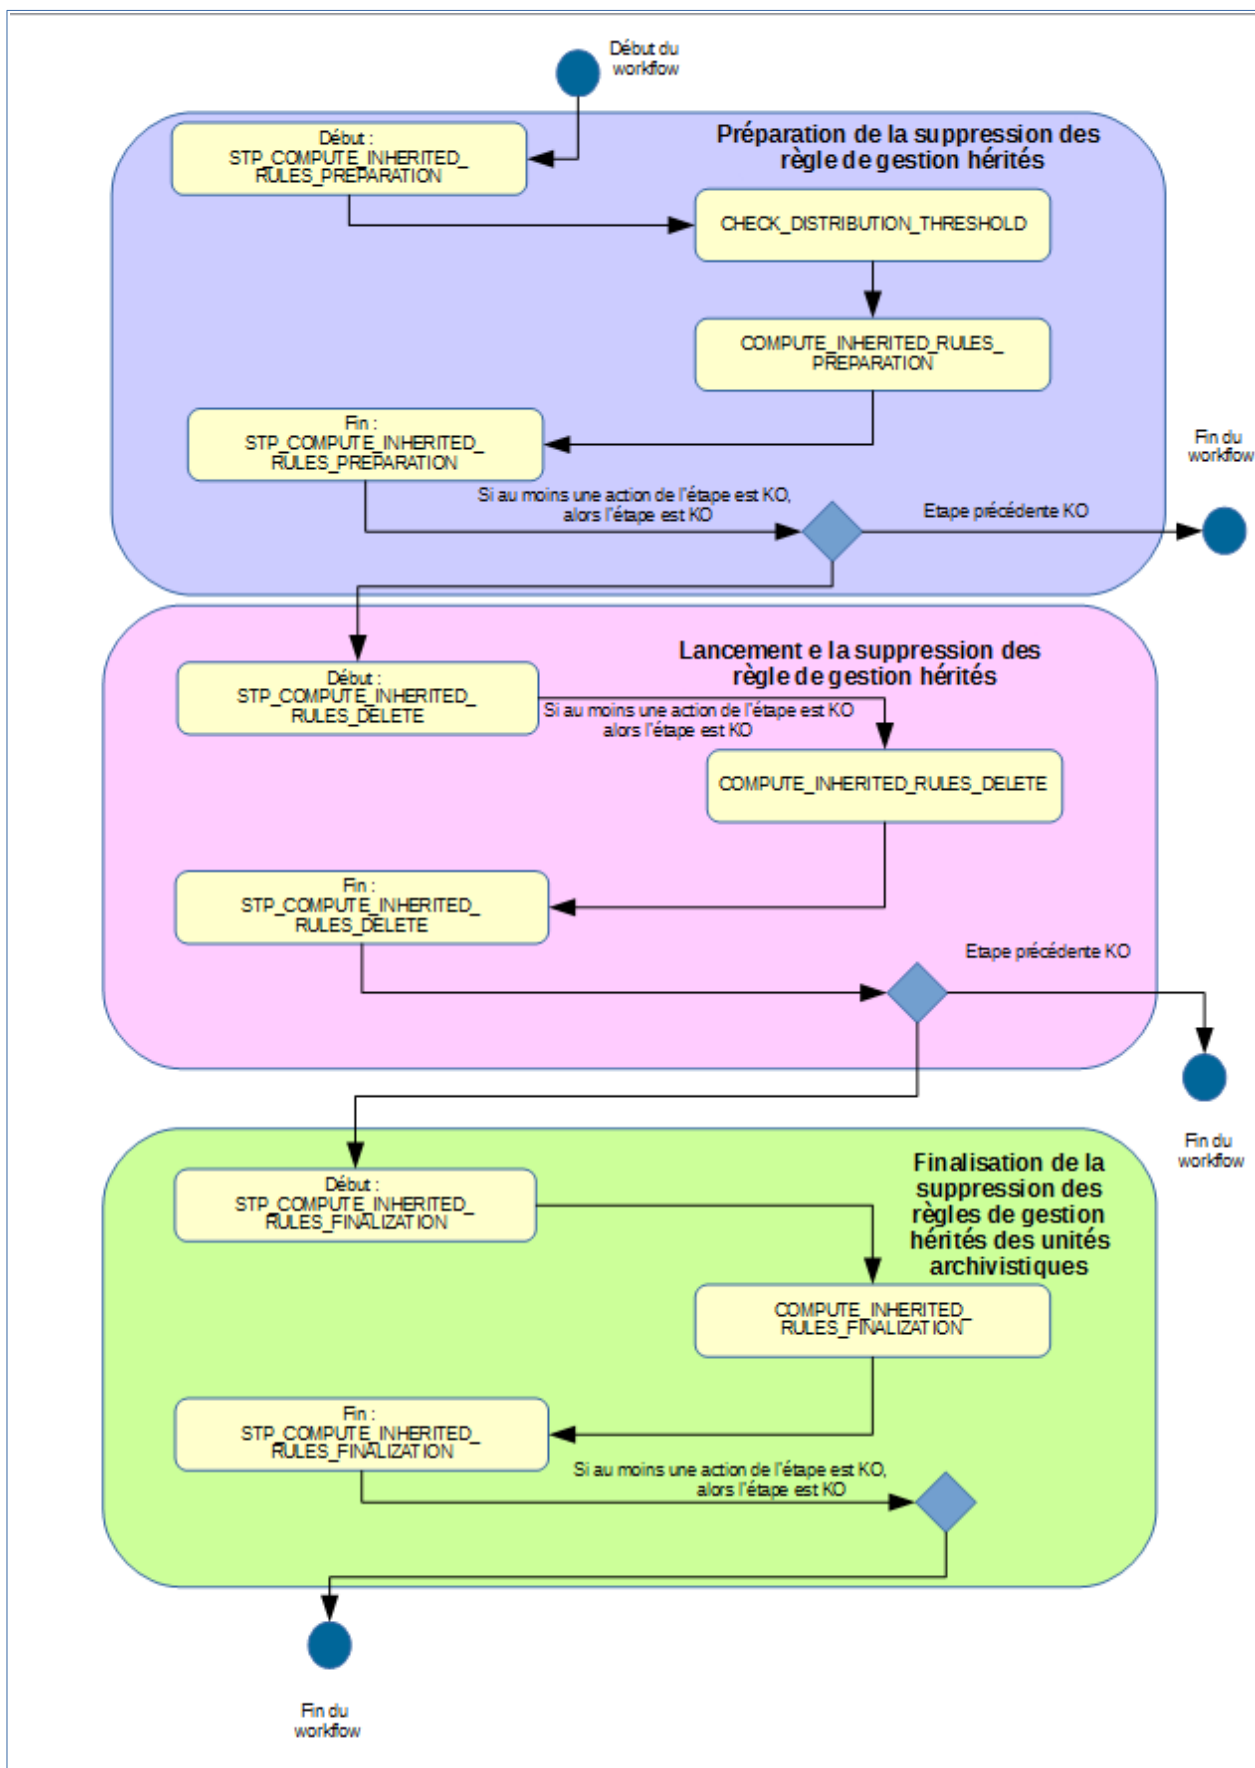 Début du
workflow
Préparation de la suppression des
règle de gestion hérités
Début :
STP_COMPUTE_INHERITED_
RULES_PREPARATION
CHECK_DISTRIBUTION_THRESHOLD
COMPUTE_INHERITED_RULES_
PREPARATION
Fin :
STP_COMPUTE_INHERITED_
RULES_PREPARATION
Si au moins une action de l'étape est KO,
alors l'étape est KO
Etape précédente KO
Fin du
workflow
Lancement e la suppression des
règle de gestion hérités
Début :
STP_COMPUTE_INHERITED_
RULES_DELETE
Si au moins une action de l'étape est KO
alors l'étape est KO
COMPUTE_INHERITED_RULES_DELETE
Fin :
STP_COMPUTE_INHERITED_
RULES_DELETE
Etape précédente KO
Fin du
workflow
Finalisation de la
suppression des
règles de gestion
hérités des unités
archivistiques
Début :
STP_COMPUTE_INHERITED_
RULES_FINALIZATION
COMPUTE_INHERITED_
RULES_FINALIZATION
Fin :
STP_COMPUTE_INHERITED_
RULES_FINALIZATION
Si au moins une action de l'étape est KO,
alors l'étape est KO
Fin du
workflow